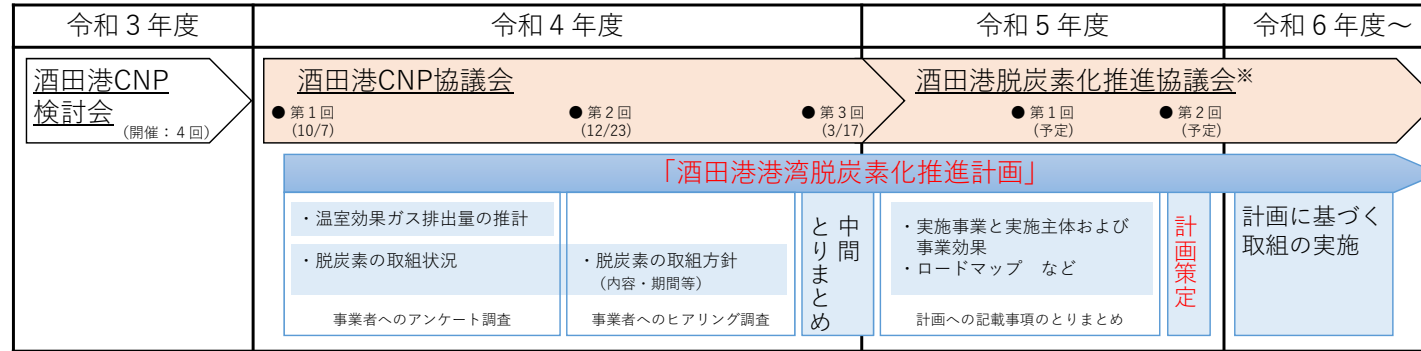 令和３年度
令和４年度
令和５年度
令和６年度～
酒田港CNP
検討会
(開催：４回)
酒田港CNP協議会
●第１回
(10/7)
●第２回
(12/23)
●第３回
(3/17)
酒田港脱炭素化推進協議会※
●第１回
(予定)
●第２回
(予定)
「酒田港港湾脱炭素化推進計画」
・温室効果ガス排出量の推計
・脱炭素の取組状況
事業者へのアンケート調査
・脱炭素の取組方針
（内容・期間等）
事業者へのヒアリング調査
中間
とりまとめ
・実施事業と実施主体および
事業効果
・ロードマップ　など
計画への記載事項のとりまとめ
計画策定
計画に基づく
取組の実施